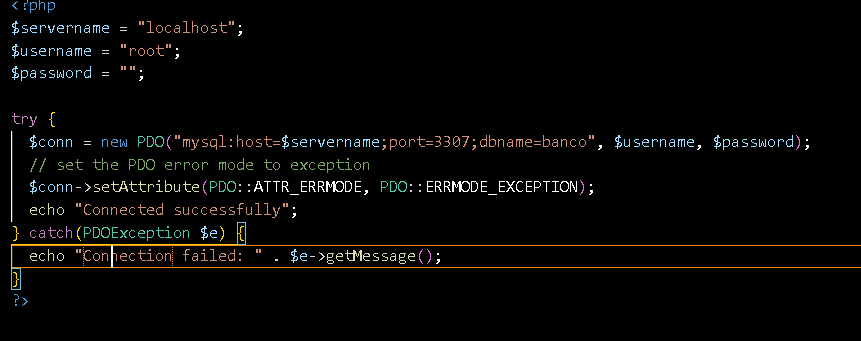 <?php
$servername = "localhost";
$username = "root";
$password = "";
try {
$conn = new PDO("mysql:host=$servername;port=3307;dbname=banco", $username, $password);
// set the PDO error mode to exception
$conn->setAttribute(PDO::ATTR_ERRMODE, PDO::ERRMODE_EXCEPTION);
echo "Connected successfully";
} catch(PDOException $e) {
echo "Connection failed: " . $e->getMessage();
}
?>